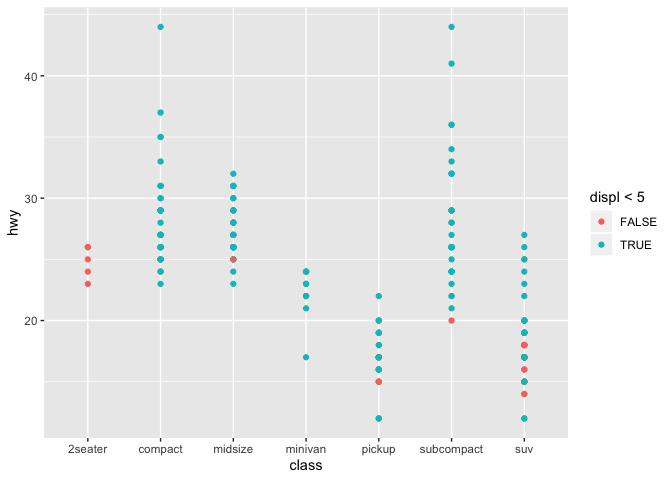 40
30
20
hwy
2seater compact midsize minivan pickup subcompact suv
class
displ < 5
FALSE
TRUE